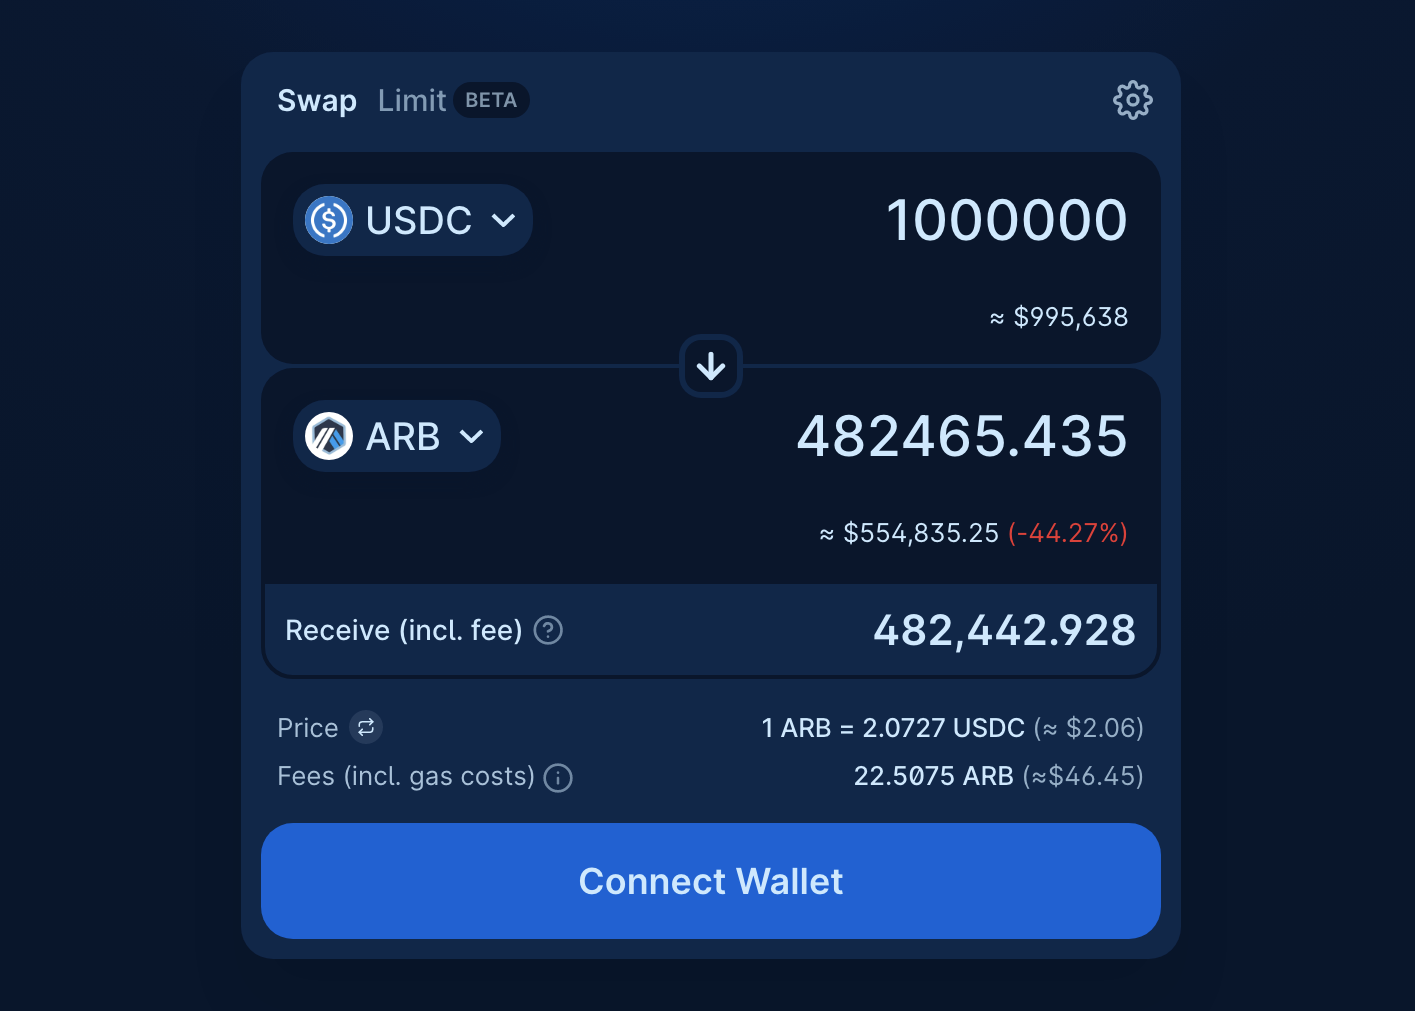 Swap Limit BETA
USDC 1000000
≈ $995,638
ARB 482465.435
≈ $554,835.25 (-44.27%)
Receive (incl. fee) ? 482,442.928
Price 1 ARB = 2.0727 USDC (≈ $2.06)
Fees (incl. gas costs) i 22.5075 ARB (≈$46.45)
Connect Wallet